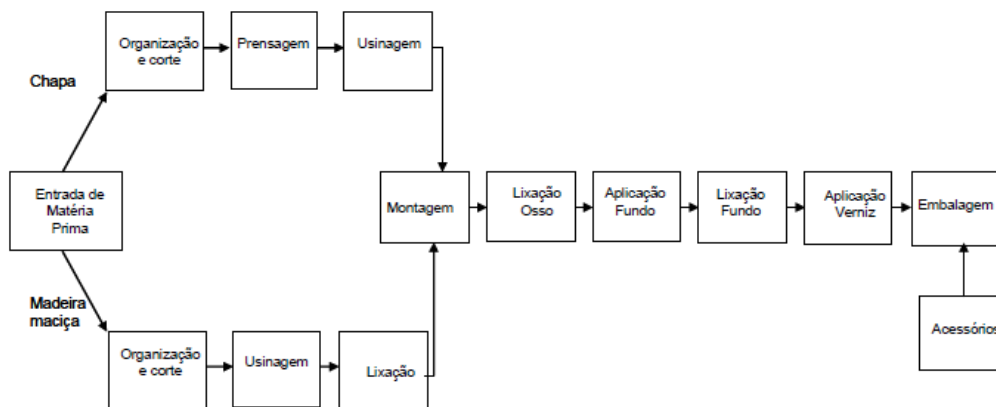 Organização
e corte
Prensagem
Usinagem
Chapa
Entrada de
Matéria
Prima
Montagem
Lixação
Osso
Aplicação
Fundo
Lixação
Fundo
Aplicação
Verniz
Embalagem
Madeira
maciça
Organização
e corte
Usinagem
Lixação
Acessórios